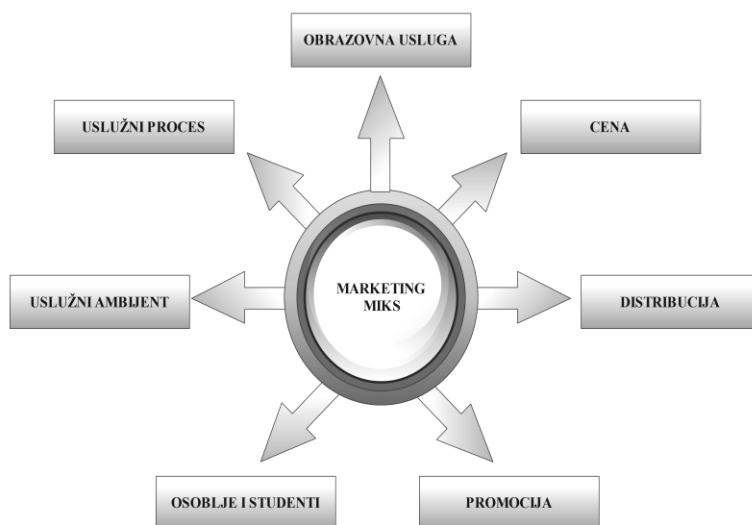 OBRAZOVNA USLUGA
USLUŽNI PROCES
CENA
MARKETING
MIKS
USLUŽNI AMBIJENT
DISTRIBUCIJA
OSOBLJE I STUDENTI
PROMOCIJA